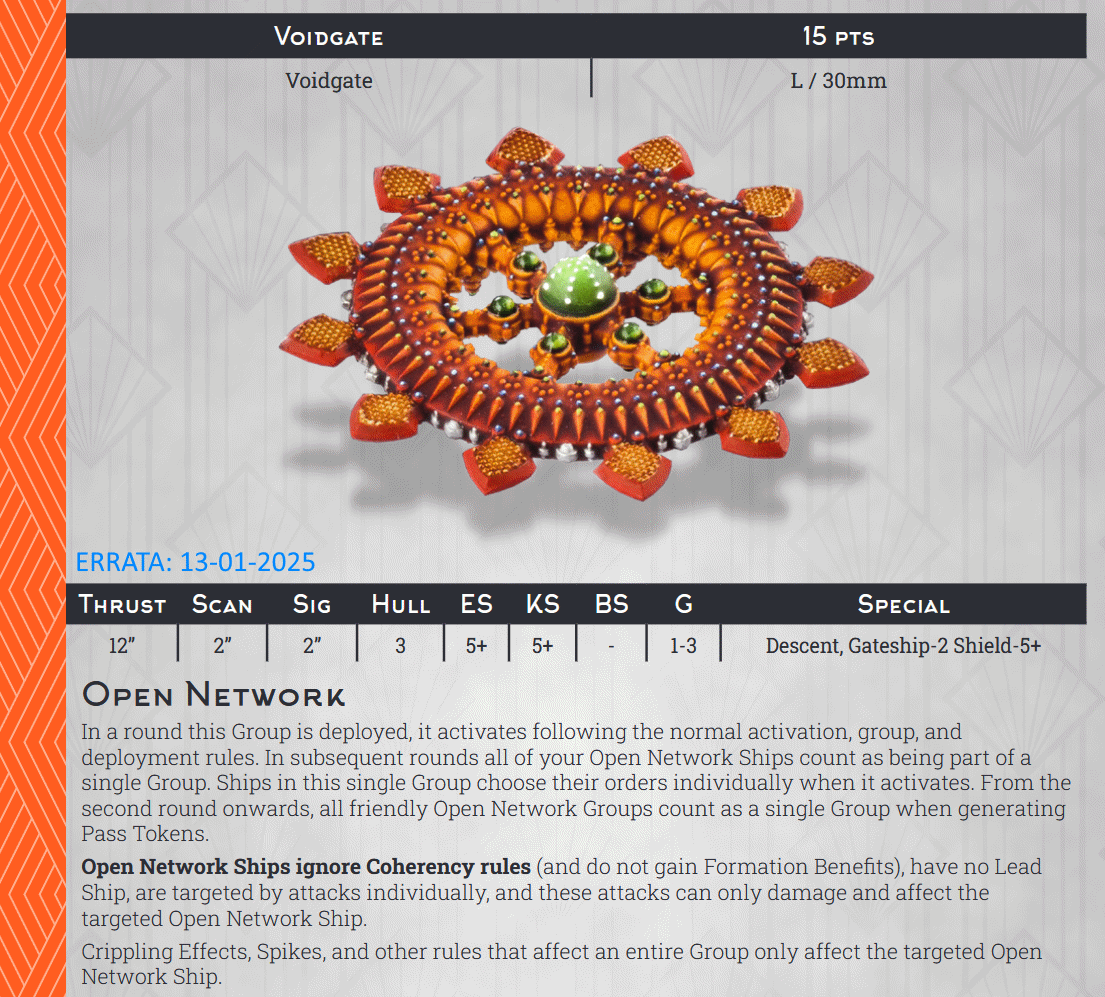 Voidgate 15 pts
Voidgate L / 30mm
ERRATA: 13-01-2025
Thrust Scan Sig Hull ES KS BS G Special
12” 2” 2” 3 5+ 5+ - 1-3 Descent, Gateship-2 Shield-5+
Open Network
In a round this Group is deployed, it activates following the normal activation, group, and
deployment rules. In subsequent rounds all of your Open Network Ships count as being part of a
single Group. Ships in this single Group choose their orders individually when it activates. From the
second round onwards, all friendly Open Network Groups count as a single Group when generating
Pass Tokens.
Open Network Ships ignore Coherency rules (and do not gain Formation Benefits), have no Lead
Ship, are targeted by attacks individually, and these attacks can only damage and affect the
targeted Open Network Ship.
Crippling Effects, Spikes, and other rules that affect an entire Group only affect the targeted Open
Network Ship.